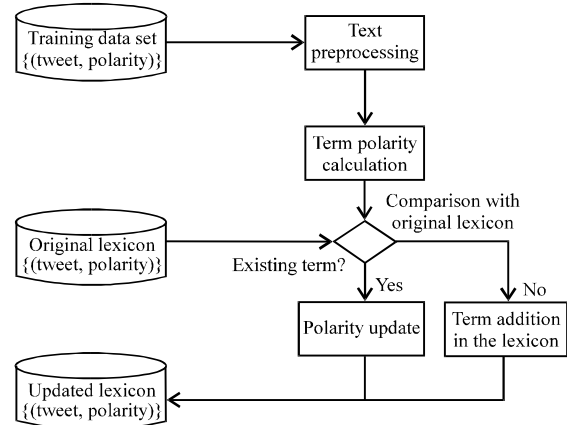 Training data set
{(tweet, polarity)}
Text
preprocessing
Term polarity
calculation
Comparison with
original lexicon
Original lexicon
{(tweet, polarity)}
Existing term?
Yes
No
Polarity update
Term addition
in the lexicon
Updated lexicon
{(tweet, polarity)}